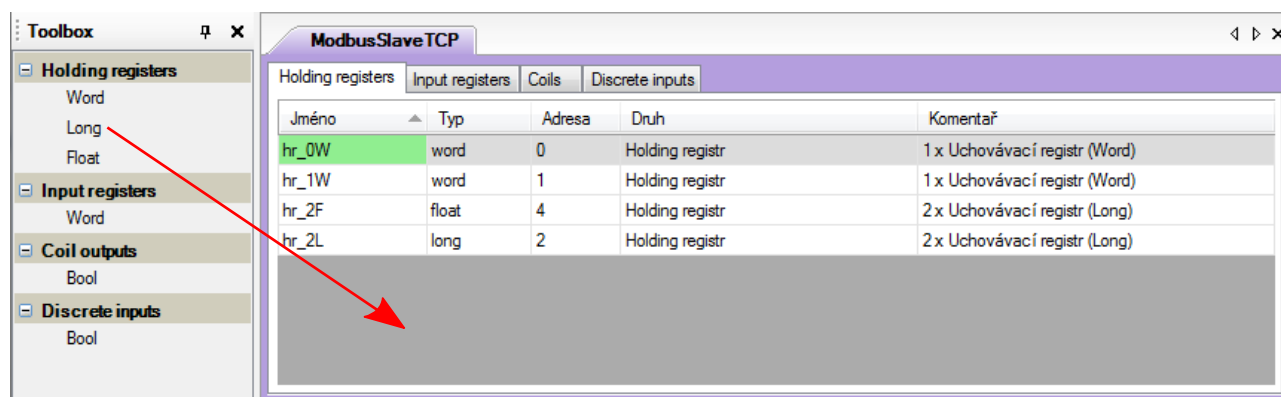 Toolbox
Holding registers
Word
Long
Float
Input registers
Word
Coil outputs
Bool
Discrete inputs
Bool
ModbusSlaveTCP
Holding registers Input registers Coils Discrete inputs
Jméno Typ Adresa Druh Komentař
hr_0W word 0 Holding registr 1 x Uchovávací registr (Word)
hr_1W word 1 Holding registr 1 x Uchovávací registr (Word)
hr_2F float 4 Holding registr 2 x Uchovávací registr (Long)
hr_2L long 2 Holding registr 2 x Uchovávací registr (Long)